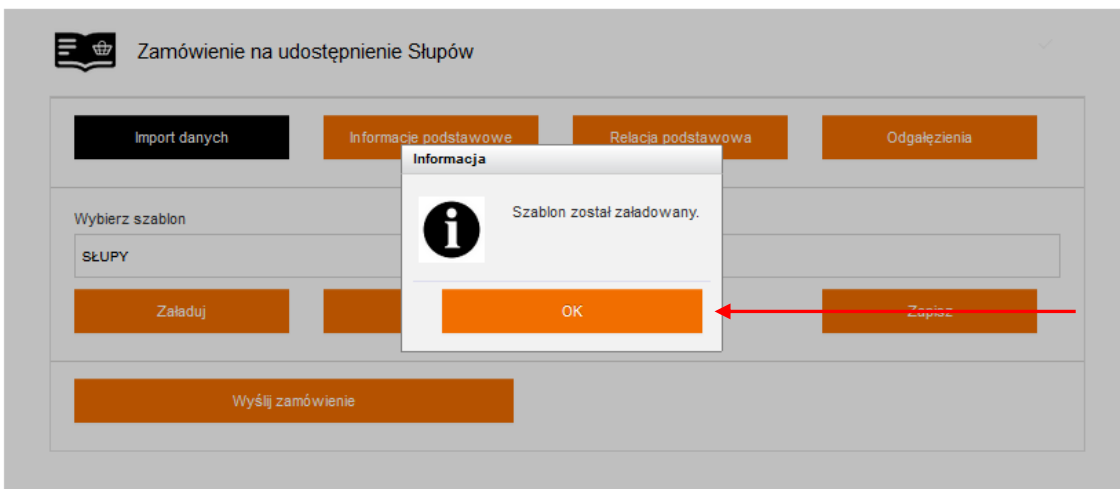 Zamówienie na udostępnienie Słupów
Import danych
Informacje podstawowe
Relacja podstawowa
Odgałęzienia
Informacja
Szablon został załadowany.
OK
Wybierz szablon
SŁUPY
Załaduj
Zapisz
Wyślij zamówienie